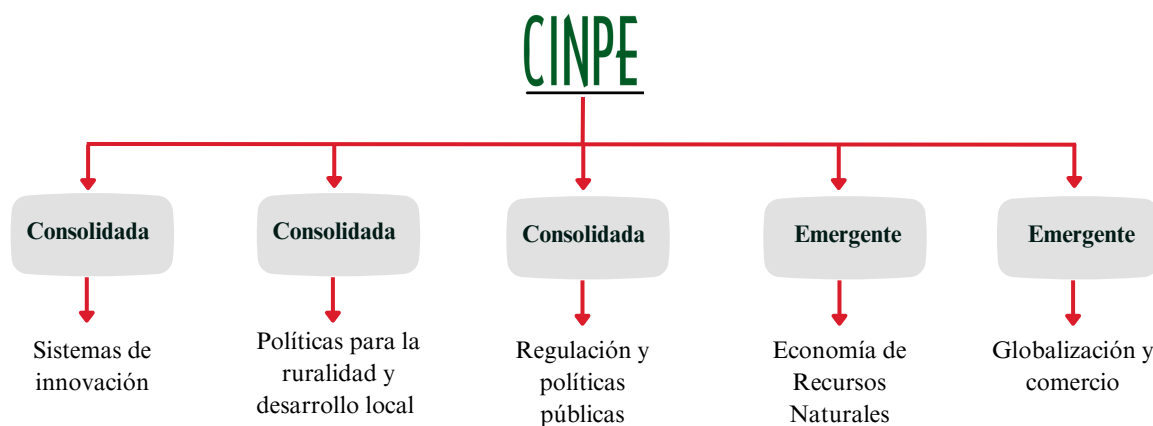 CINPE
Consolidada
Sistemas de
innovación
Consolidada
Políticas para la
ruralidad y
desarrollo local
Consolidada
Regulación y
políticas
públicas
Emergente
Economía de
Recursos
Naturales
Emergente
Globalización y
comercio